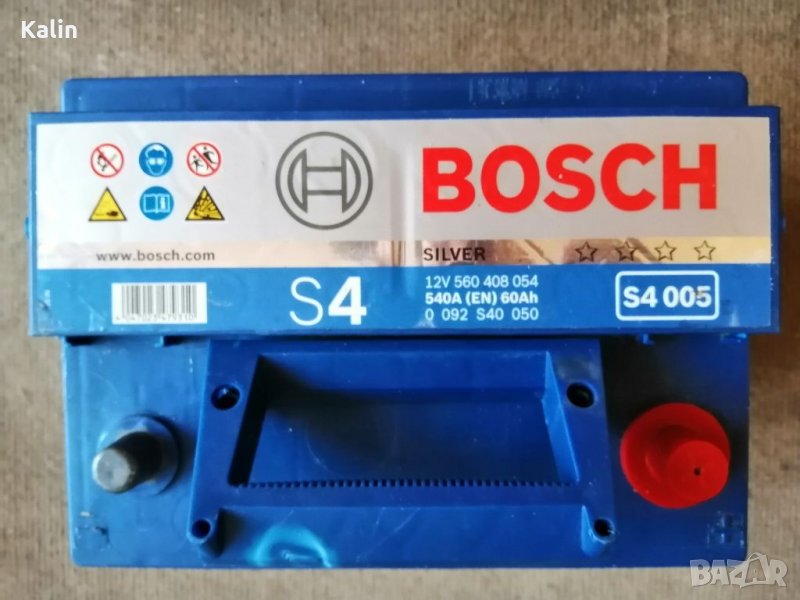 Kalin
BOSCH
www.bosch.com
SILVER
S4
12V 560 408 054
540A (EN) 60Ah
0 092 S40 050
S4 005
BAZAR